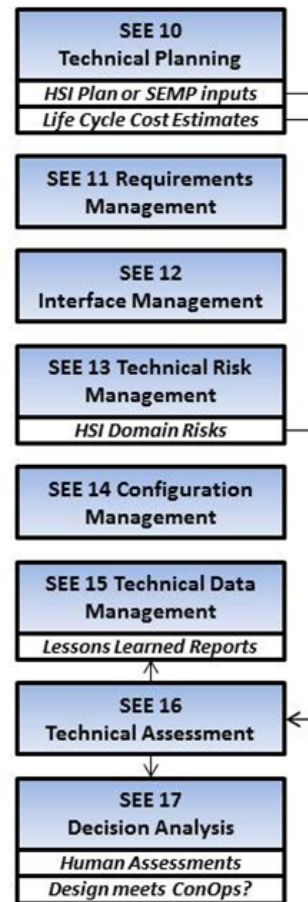 SEE 10
Technical Planning
HSI Plan or SEMP inputs
Life Cycle Cost Estimates
SEE 11 Requirements
Management
SEE 12
Interface Management
SEE 13 Technical Risk
Management
HSI Domain Risks
SEE 14 Configuration
Management
SEE 15 Technical Data
Management
Lessons Learned Reports
SEE 16
Technical Assessment
SEE 17
Decision Analysis
Human Assessments
Design meets ConOps?